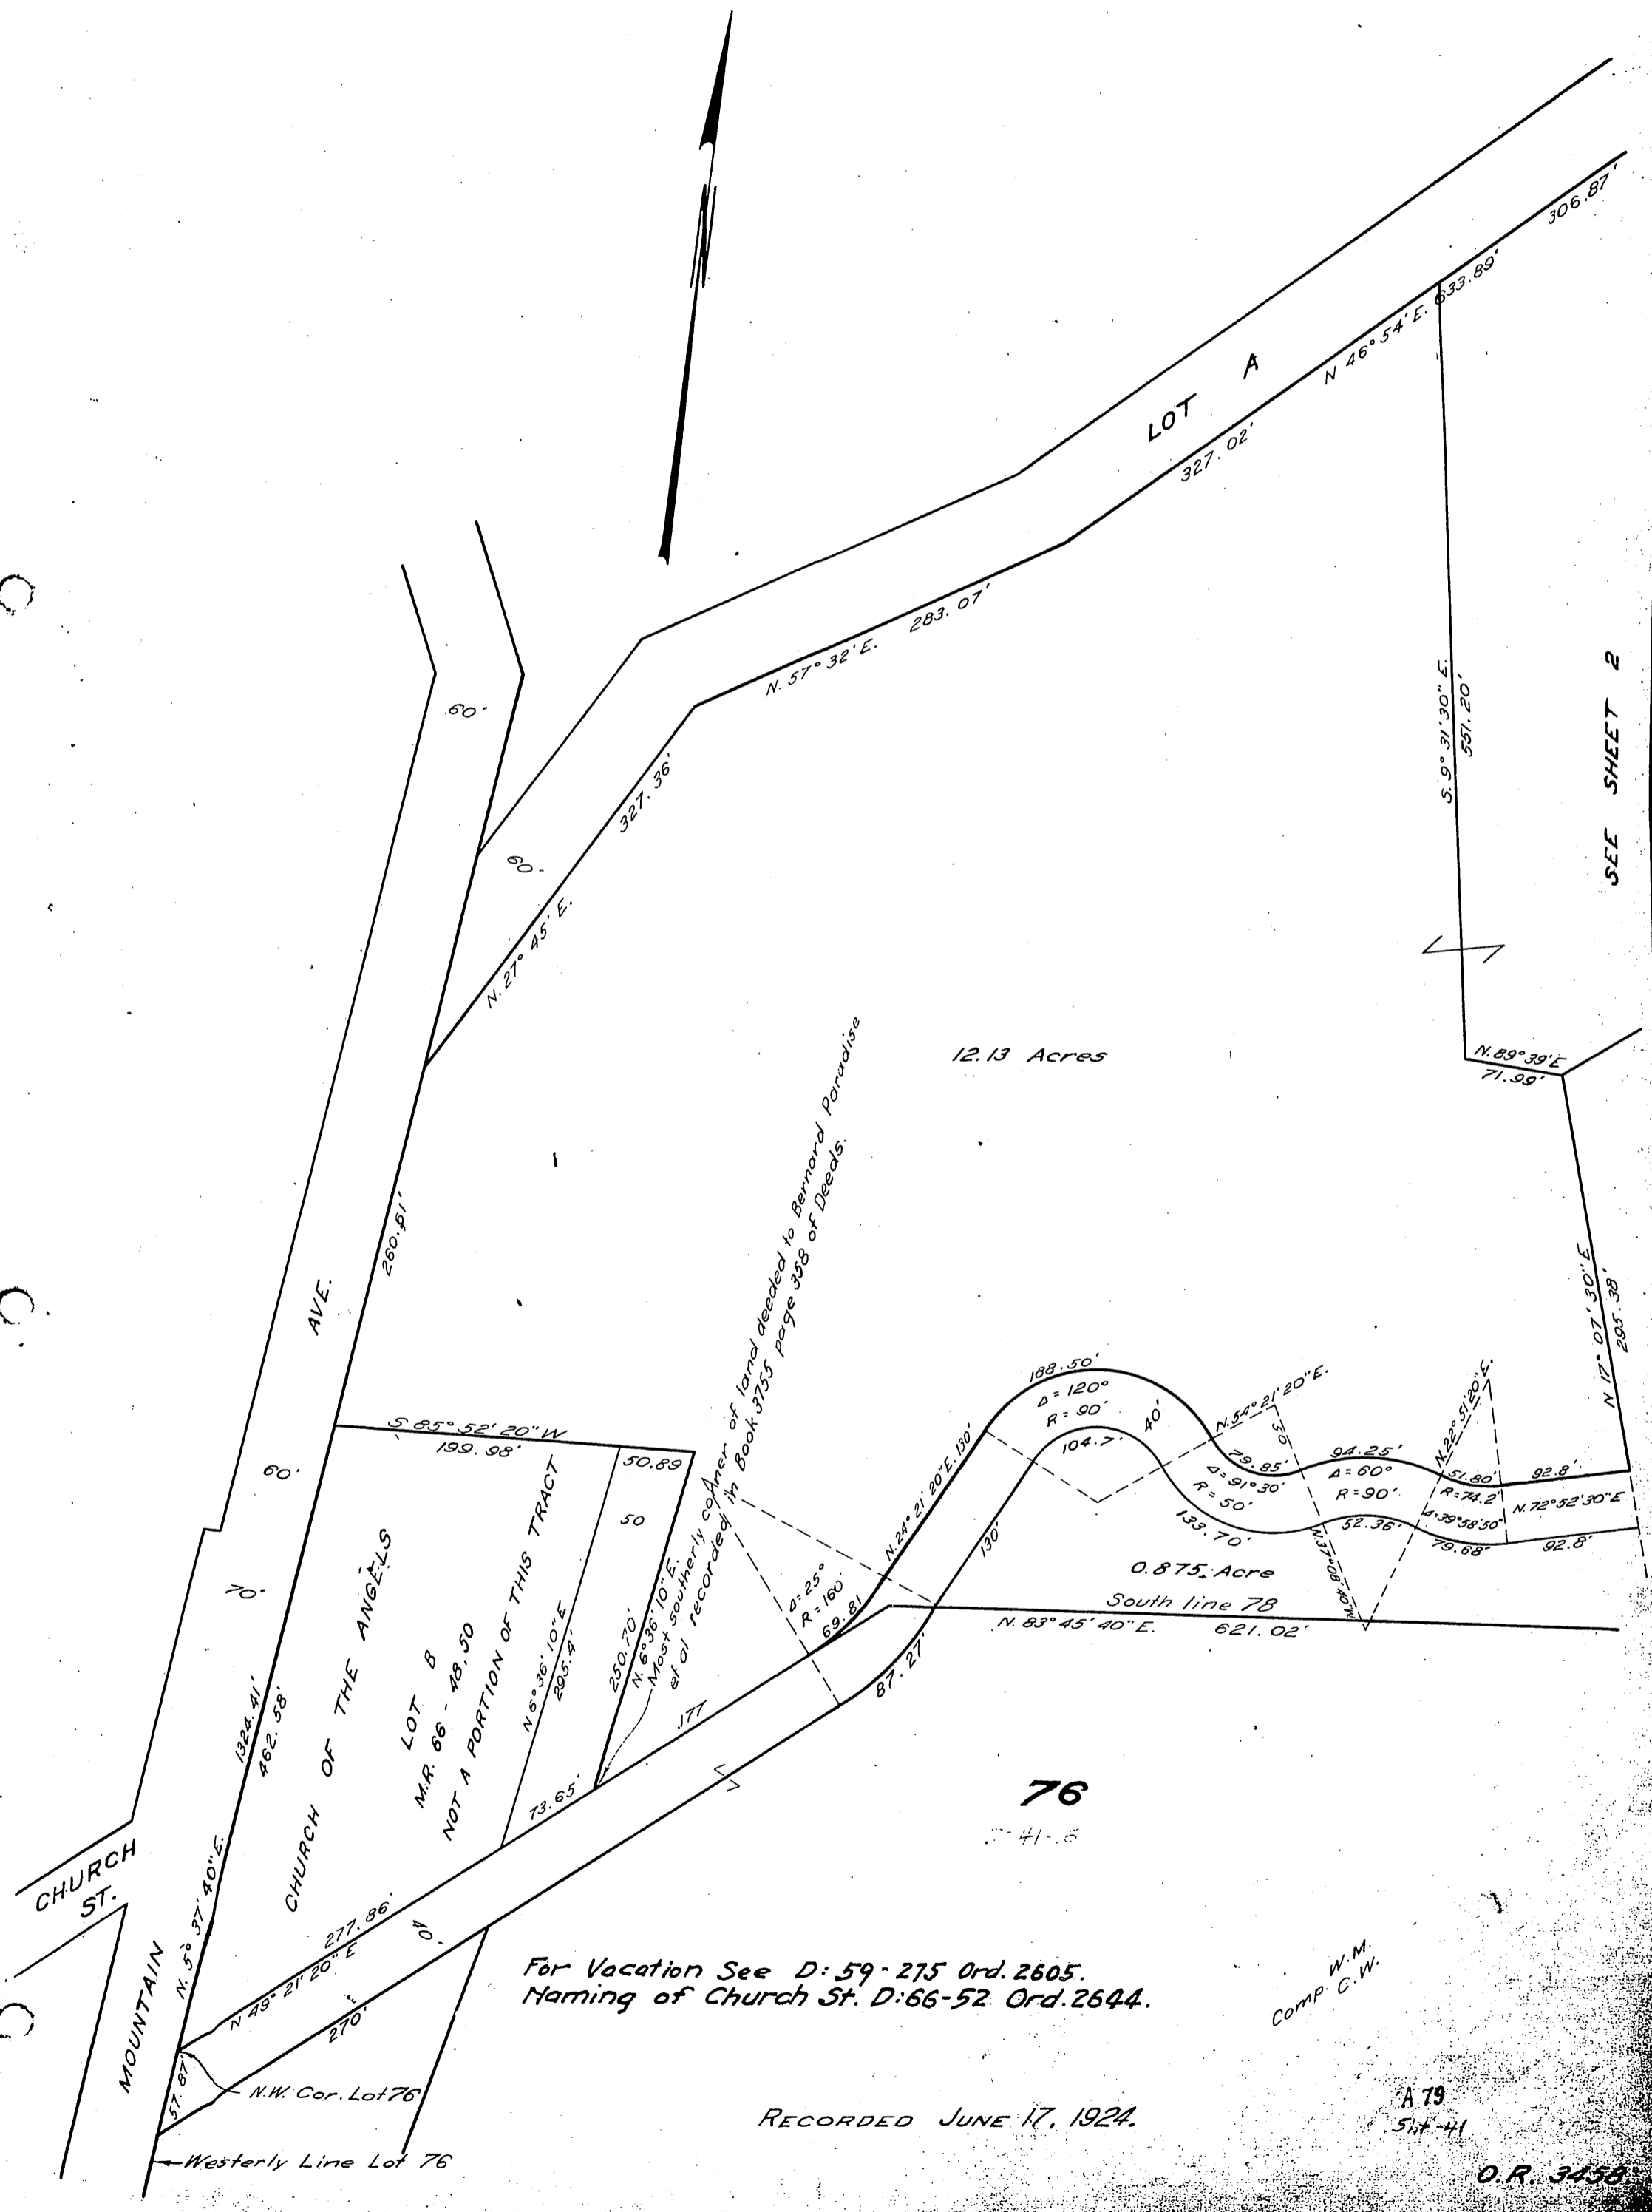 306.87'
633.89'
N 46° 54' E.
LOT A
327.02'
283.07'
N. 57° 32' E.
60'
327.36'
60'
N. 27° 45' E.
S. 9° 31' 30" E.
551.20'
SEE SHEET 2
12.13 Acres
N. 89° 39' E
71.99'
260.61'
AVE.
Most southerly corner of land deeded to Bernard Paradise
et al recorded in Book 3755 page 358 of Deeds.
N 17° 07' 30" E
295.38'
188.50'
Δ = 120°
R = 90'
40'
104.7'
N. 54° 21' 20" E.
50'
N. 22° 51' 20" E.
S 85° 52' 20" W
199.98'
50.89
50
60'
79.85'
Δ = 91° 30'
R = 50'
133.70'
94.25'
Δ = 60°
R = 90'
52.36'
51.80'
R = 74.2'
Δ = 39° 58' 50"
79.68'
92.8'
N. 72° 52' 30" E
92.8'
N. 37° 08' 40" W
N. 24° 21' 20" E. 130'
130'
0.875 Acre
South line 78
N. 83° 45' 40" E. 621.02'
Δ = 25°
R = 160'
69.81
87.27'
70'
CHURCH OF THE ANGELS
LOT B
M.R. 66 - 48, 50
NOT A PORTION OF THIS TRACT
N 6° 36' 10" E
295.4'
250.70'
N. 6° 36' 10" E.
177
73.65'
1324.41'
462.58'
N. 5° 37' 40" E.
76
CHURCH
ST.
277.86'
N 49° 21' 20" E
270'
MOUNTAIN
57.87'
N.W. Cor. Lot 76
Westerly Line Lot 76
For Vacation See D: 59-275 Ord. 2605.
Naming of Church St. D:66-52 Ord. 2644.
Comp. W.M.
C.W.
RECORDED JUNE 17, 1924.
A 79
Sht-41
O.R. 3458